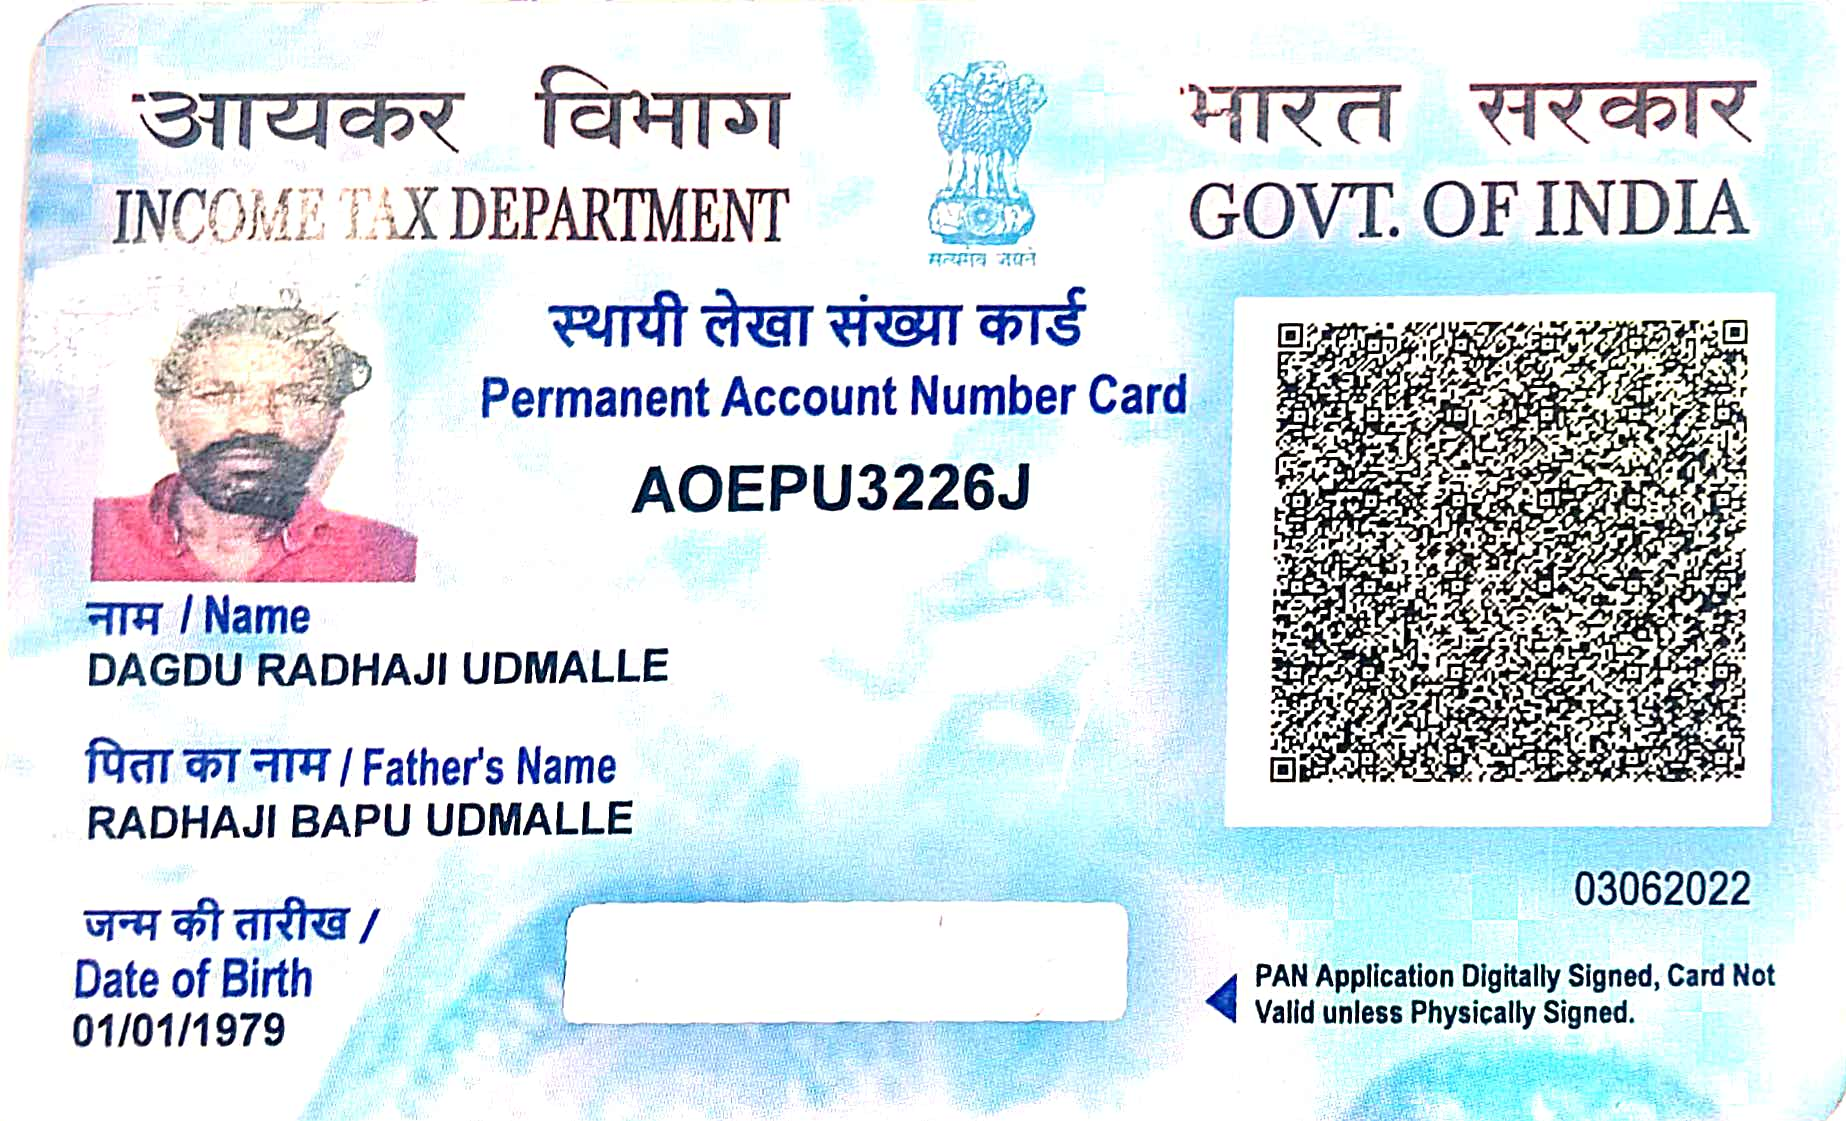 आयकर विभाग
INCOME TAX DEPARTMENT
सत्यमेव जयते
भारत सरकार
GOVT. OF INDIA
स्थायी लेखा संख्या कार्ड
Permanent Account Number Card
AOEPU3226J
नाम / Name
DAGDU RADHAJI UDMALLE
पिता का नाम / Father's Name
RADHAJI BAPU UDMALLE
जन्म की तारीख /
Date of Birth
01/01/1979
03062022
PAN Application Digitally Signed, Card Not
Valid unless Physically Signed.